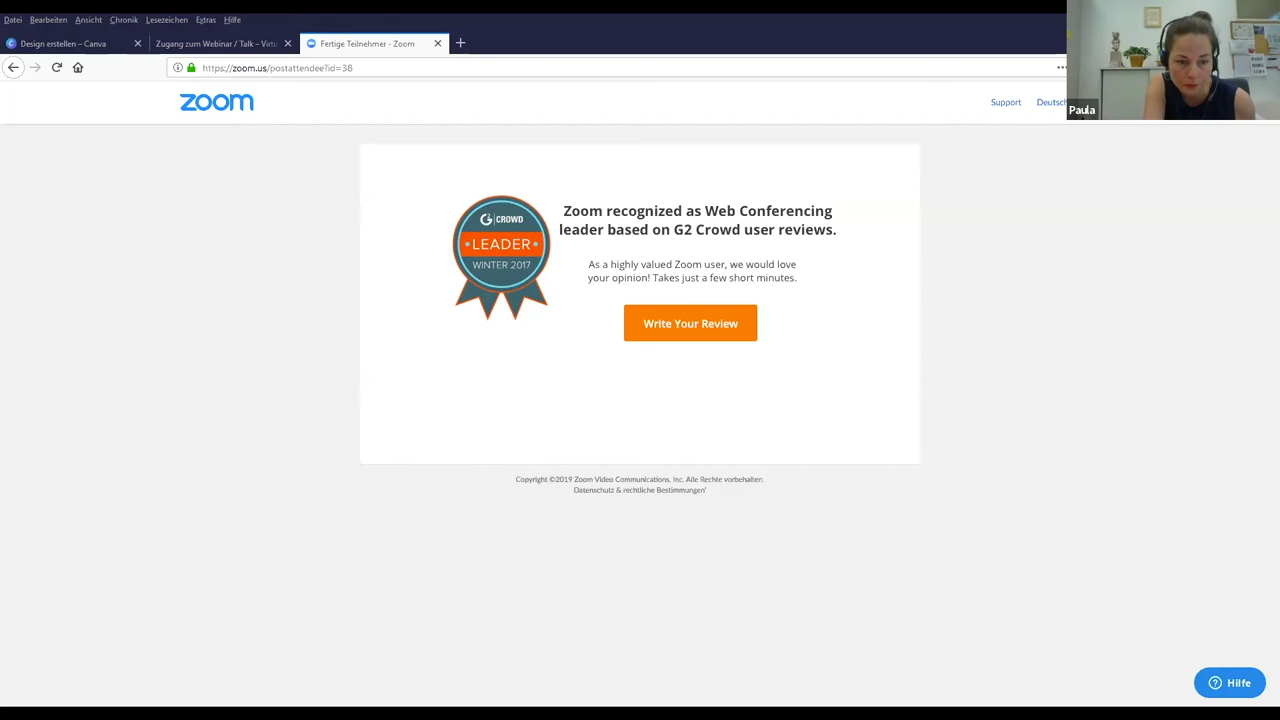 Datei Bearbeiten Ansicht Chronik Lesezeichen Extras Hilfe
Design erstellen – Canva
Zugang zum Webinar / Talk – Virtu
Fertige Teilnehmer - Zoom
https://zoom.us/postattendee?id=38
zoom
Support
Deutsch
Paula
G2 CROWD
LEADER
WINTER 2017
Zoom recognized as Web Conferencing
leader based on G2 Crowd user reviews.
As a highly valued Zoom user, we would love
your opinion! Takes just a few short minutes.
Write Your Review
Copyright ©2019 Zoom Video Communications, Inc. Alle Rechte vorbehalten.
Datenschutz & rechtliche Bestimmungen'
Hilfe